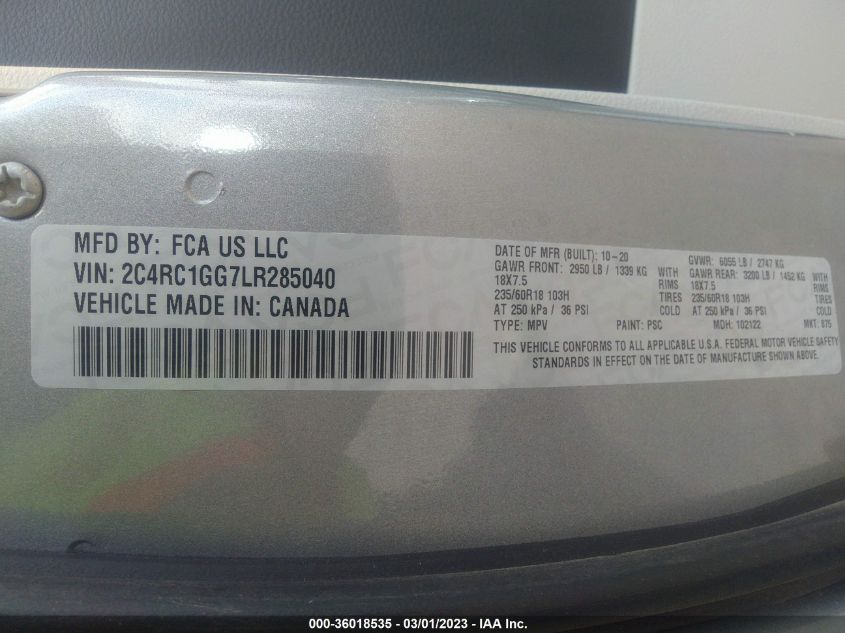 MFD BY: FCA US LLC
VIN: 2C4RC1GG7LR285040
VEHICLE MADE IN: CANADA
DATE OF MFR (BUILT): 10-20 GVWR: 6055 LB / 2747 KG
GAWR FRONT: 2950 LB / 1339 KG WITH GAWR REAR: 3200 LB / 1452 KG WITH
18X7.5 RIMS 18X7.5 RIMS
235/60R18 103H TIRES 235/60R18 103H TIRES
AT 250 kPa / 36 PSI COLD AT 250 kPa / 36 PSI COLD
TYPE: MPV PAINT: PSC MDH: 102122 MKT: 875
THIS VEHICLE CONFORMS TO ALL APPLICABLE U.S.A. FEDERAL MOTOR VEHICLE SAFETY
STANDARDS IN EFFECT ON THE DATE OF MANUFACTURE SHOWN ABOVE.
000-36018535 - 03/01/2023 - IAA Inc.